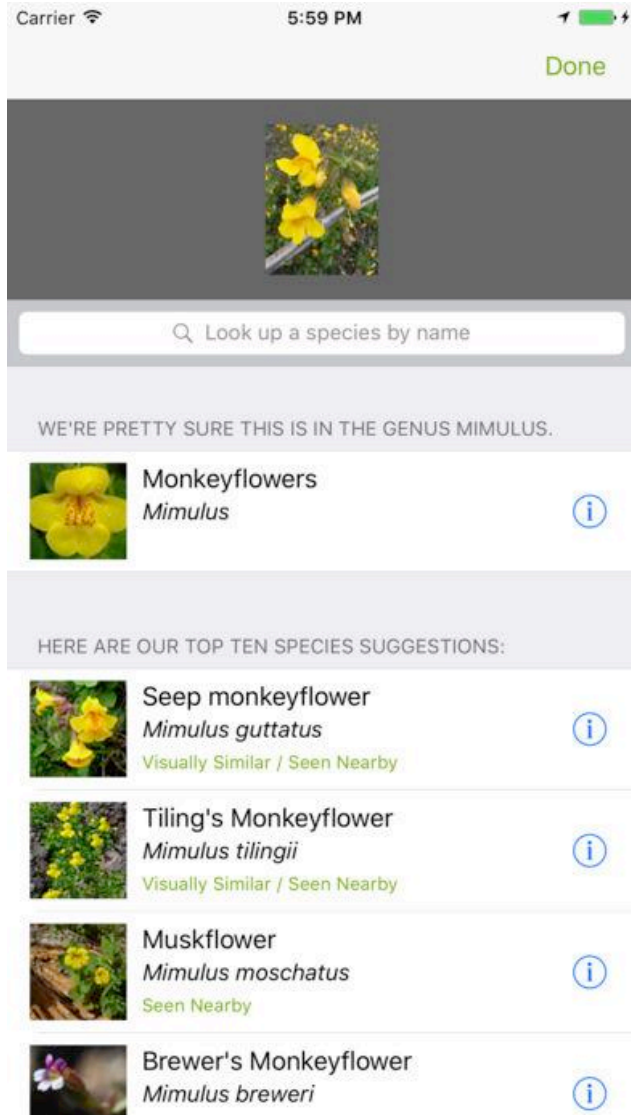 Carrier 5:59 PM
Done
Look up a species by name
WE'RE PRETTY SURE THIS IS IN THE GENUS MIMULUS.
Monkeyflowers
Mimulus
HERE ARE OUR TOP TEN SPECIES SUGGESTIONS:
Seep monkeyflower
Mimulus guttatus
Visually Similar / Seen Nearby
Tiling's Monkeyflower
Mimulus tilingii
Visually Similar / Seen Nearby
Muskflower
Mimulus moschatus
Seen Nearby
Brewer's Monkeyflower
Mimulus breweri